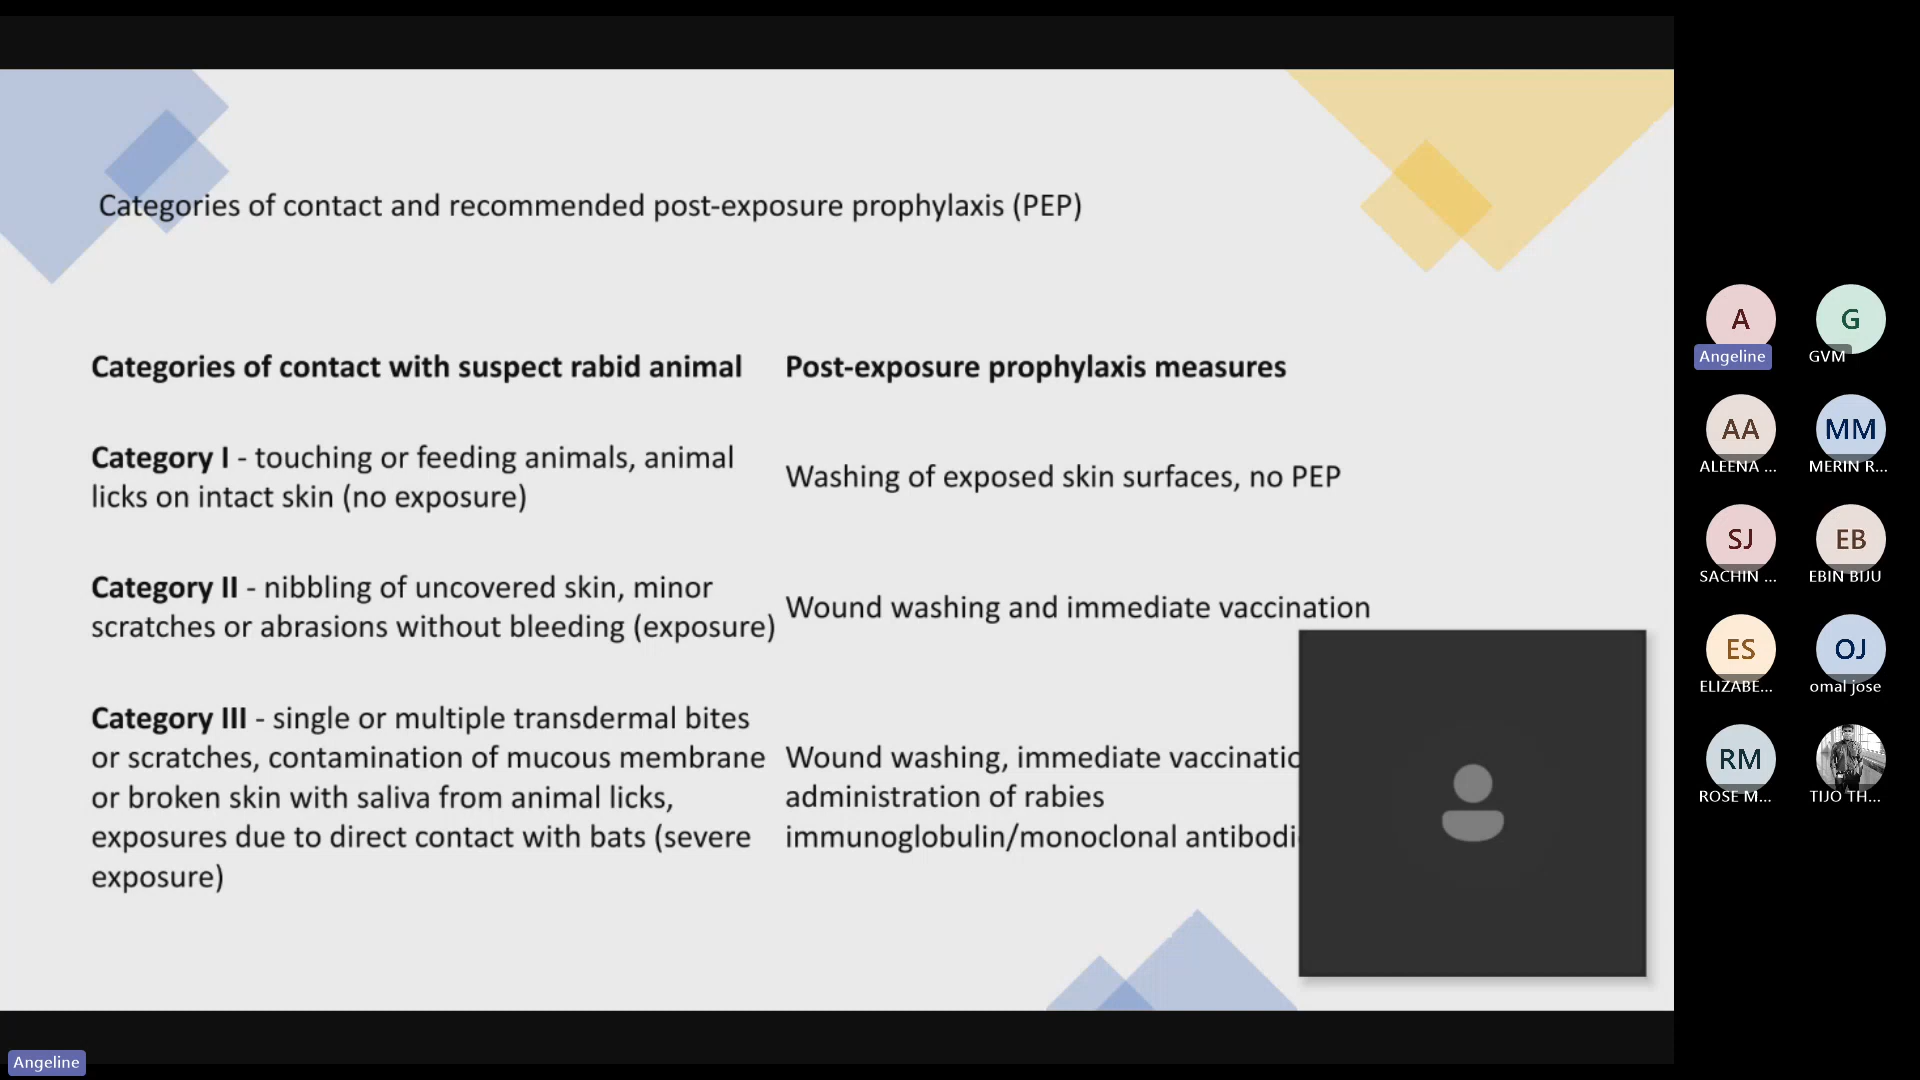 Categories of contact and recommended post-exposure prophylaxis (PEP)
Categories of contact with suspect rabid animal
Post-exposure prophylaxis measures
Category I - touching or feeding animals, animal
licks on intact skin (no exposure)
Washing of exposed skin surfaces, no PEP
Category II - nibbling of uncovered skin, minor
scratches or abrasions without bleeding (exposure)
Wound washing and immediate vaccination
Category III - single or multiple transdermal bites
or scratches, contamination of mucous membrane
or broken skin with saliva from animal licks,
exposures due to direct contact with bats (severe
exposure)
Wound washing, immediate vaccinatio
administration of rabies
immunoglobulin/monoclonal antibodi
A
Angeline
G
GVM
AA
ALEENA ...
MM
MERIN R...
SJ
SACHIN ...
EB
EBIN BIJU
ES
ELIZABE...
OJ
omal jose
RM
ROSE M...
TIJO TH...
Angeline